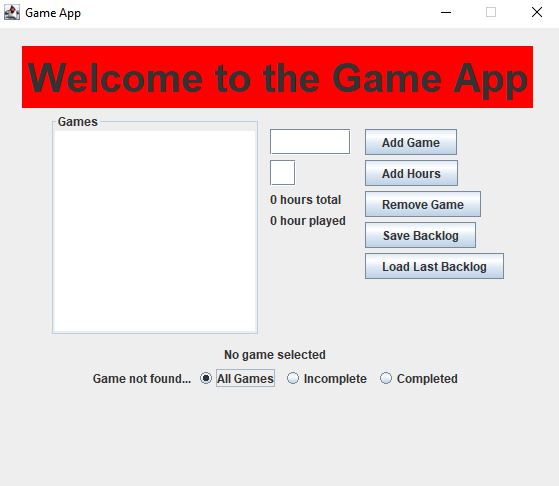 Game App
Welcome to the Game App
Games
Add Game
Add Hours
0 hours total
Remove Game
0 hour played
Save Backlog
Load Last Backlog
No game selected
Game not found... All Games Incomplete Completed